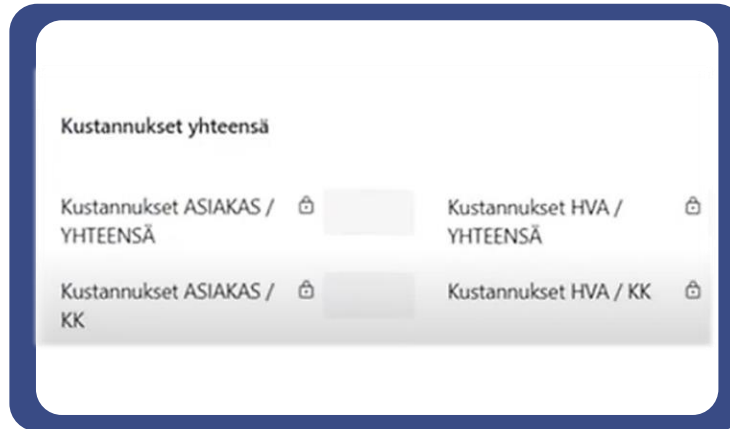 Kustannukset yhteensä
Kustannukset ASIAKAS /
YHTEENSÄ
Kustannukset HVA /
YHTEENSÄ
Kustannukset ASIAKAS /
KK
Kustannukset HVA / KK